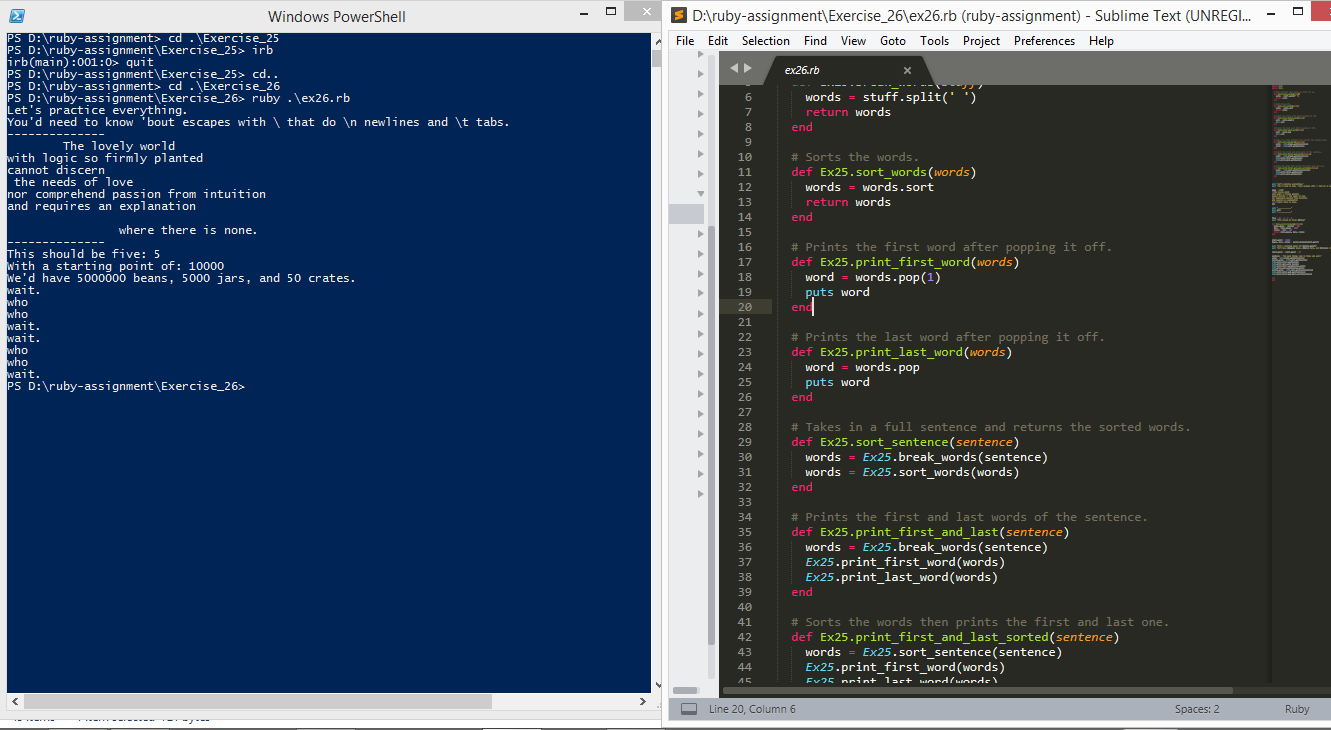 Windows PowerShell
PS D:\ruby-assignment> cd .\Exercise_25
PS D:\ruby-assignment\Exercise_25> irb
irb(main):001:0> quit
PS D:\ruby-assignment\Exercise_25> cd..
PS D:\ruby-assignment> cd .\Exercise_26
PS D:\ruby-assignment\Exercise_26> ruby .\ex26.rb
Let's practice everything.
You'd need to know 'bout escapes with \ that do \n newlines and \t tabs.
--------------
The lovely world
with logic so firmly planted
cannot discern
the needs of love
nor comprehend passion from intuition
and requires an explanation
where there is none.
--------------
This should be five: 5
With a starting point of: 10000
We'd have 5000000 beans, 5000 jars, and 50 crates.
wait.
who
who
wait.
wait.
who
who
wait.
PS D:\ruby-assignment\Exercise_26>
D:\ruby-assignment\Exercise_26\ex26.rb (ruby-assignment) - Sublime Text (UNREGI...
File Edit Selection Find View Goto Tools Project Preferences Help
ex26.rb
6 words = stuff.split(' ')
7 return words
8 end
9
10 # Sorts the words.
11 def Ex25.sort_words(words)
12 words = words.sort
13 return words
14 end
15
16 # Prints the first word after popping it off.
17 def Ex25.print_first_word(words)
18 word = words.pop(1)
19 puts word
20 end
21
22 # Prints the last word after popping it off.
23 def Ex25.print_last_word(words)
24 word = words.pop
25 puts word
26 end
27
28 # Takes in a full sentence and returns the sorted words.
29 def Ex25.sort_sentence(sentence)
30 words = Ex25.break_words(sentence)
31 words = Ex25.sort_words(words)
32 end
33
34 # Prints the first and last words of the sentence.
35 def Ex25.print_first_and_last(sentence)
36 words = Ex25.break_words(sentence)
37 Ex25.print_first_word(words)
38 Ex25.print_last_word(words)
39 end
40
41 # Sorts the words then prints the first and last one.
42 def Ex25.print_first_and_last_sorted(sentence)
43 words = Ex25.sort_sentence(sentence)
44 Ex25.print_first_word(words)
45 Ex25.print_last_word(words)
Line 20, Column 6 Spaces: 2 Ruby